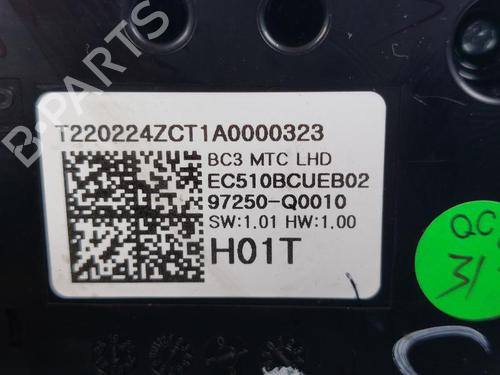 B-PARTS
T220224ZCT1A0000323
BC3 MTC LHD
EC510BCUEB02
97250-Q0010
SW:1.01 HW:1.00
H01T
QC
31